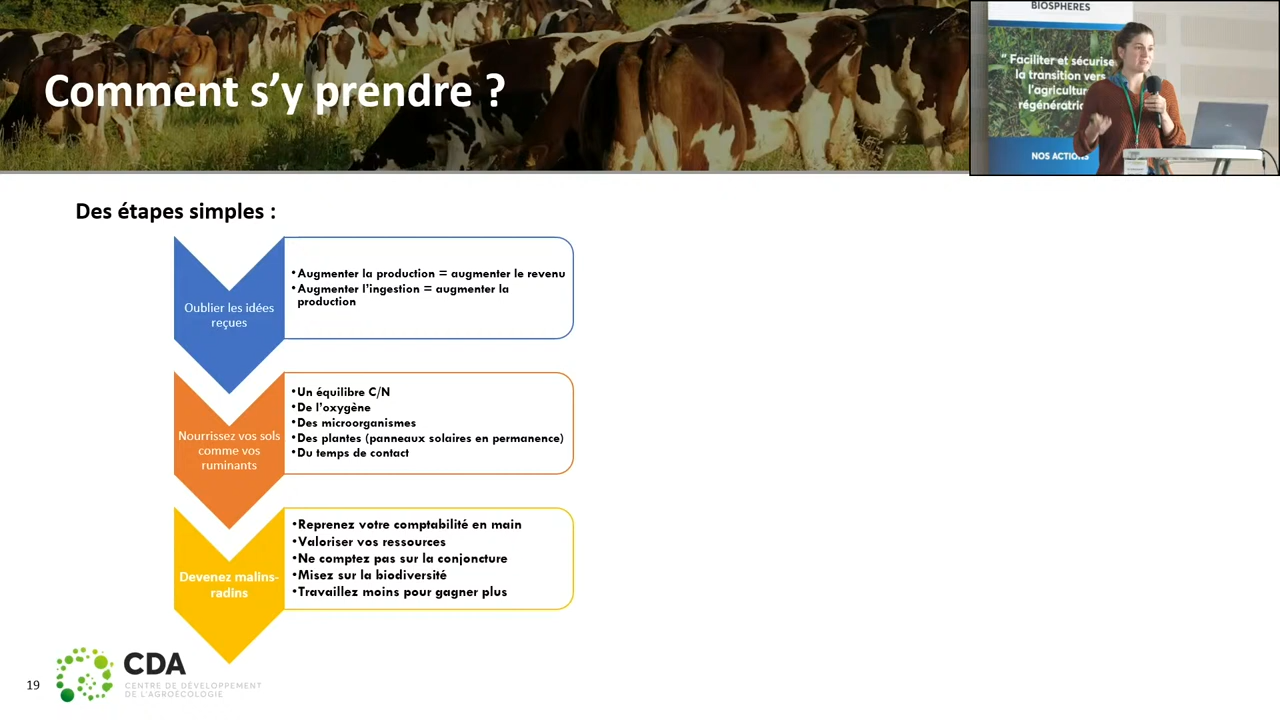 Comment s’y prendre ?
BIOSPHERES
“ Faciliter et sécurise
la transition vers
l’agricultur
régénératri
NOS ACTIONS
Des étapes simples :
Oublier les idées
reçues
•Augmenter la production = augmenter le revenu
•Augmenter l’ingestion = augmenter la
production
Nourrissez vos sols
comme vos
ruminants
•Un équilibre C/N
•De l’oxygène
•Des microorganismes
•Des plantes (panneaux solaires en permanence)
•Du temps de contact
Devenez malins-
radins
•Reprenez votre comptabilité en main
•Valoriser vos ressources
•Ne comptez pas sur la conjoncture
•Misez sur la biodiversité
•Travaillez moins pour gagner plus
19
CDA
CENTRE DE DÉVELOPPEMENT
DE L’AGROÉCOLOGIE